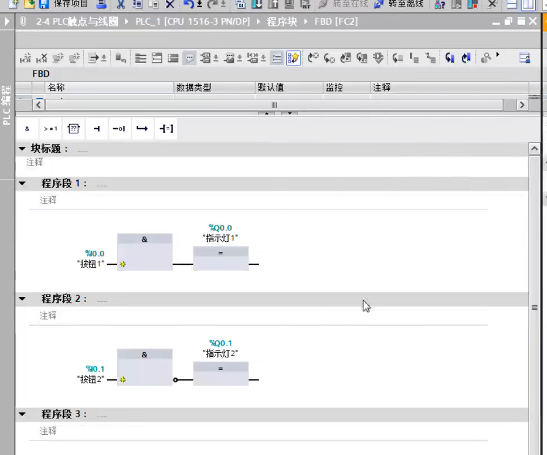 保存项目
转至在线
转至离线
2-4 PLC触点与线圈 ▸ PLC_1 [CPU 1516-3 PN/DP] ▸ 程序块 ▸ FBD [FC2]
PLC 编程
FBD
名称 数据类型 默认值 监控 注释
& >=1 ??
块标题： .....
注释
程序段 1： .....
注释
%Q0.0
"指示灯1"
&
=
%I0.0
"按钮1"
程序段 2： .....
注释
%Q0.1
"指示灯2"
&
=
%I0.1
"按钮2"
程序段 3： .....
注释